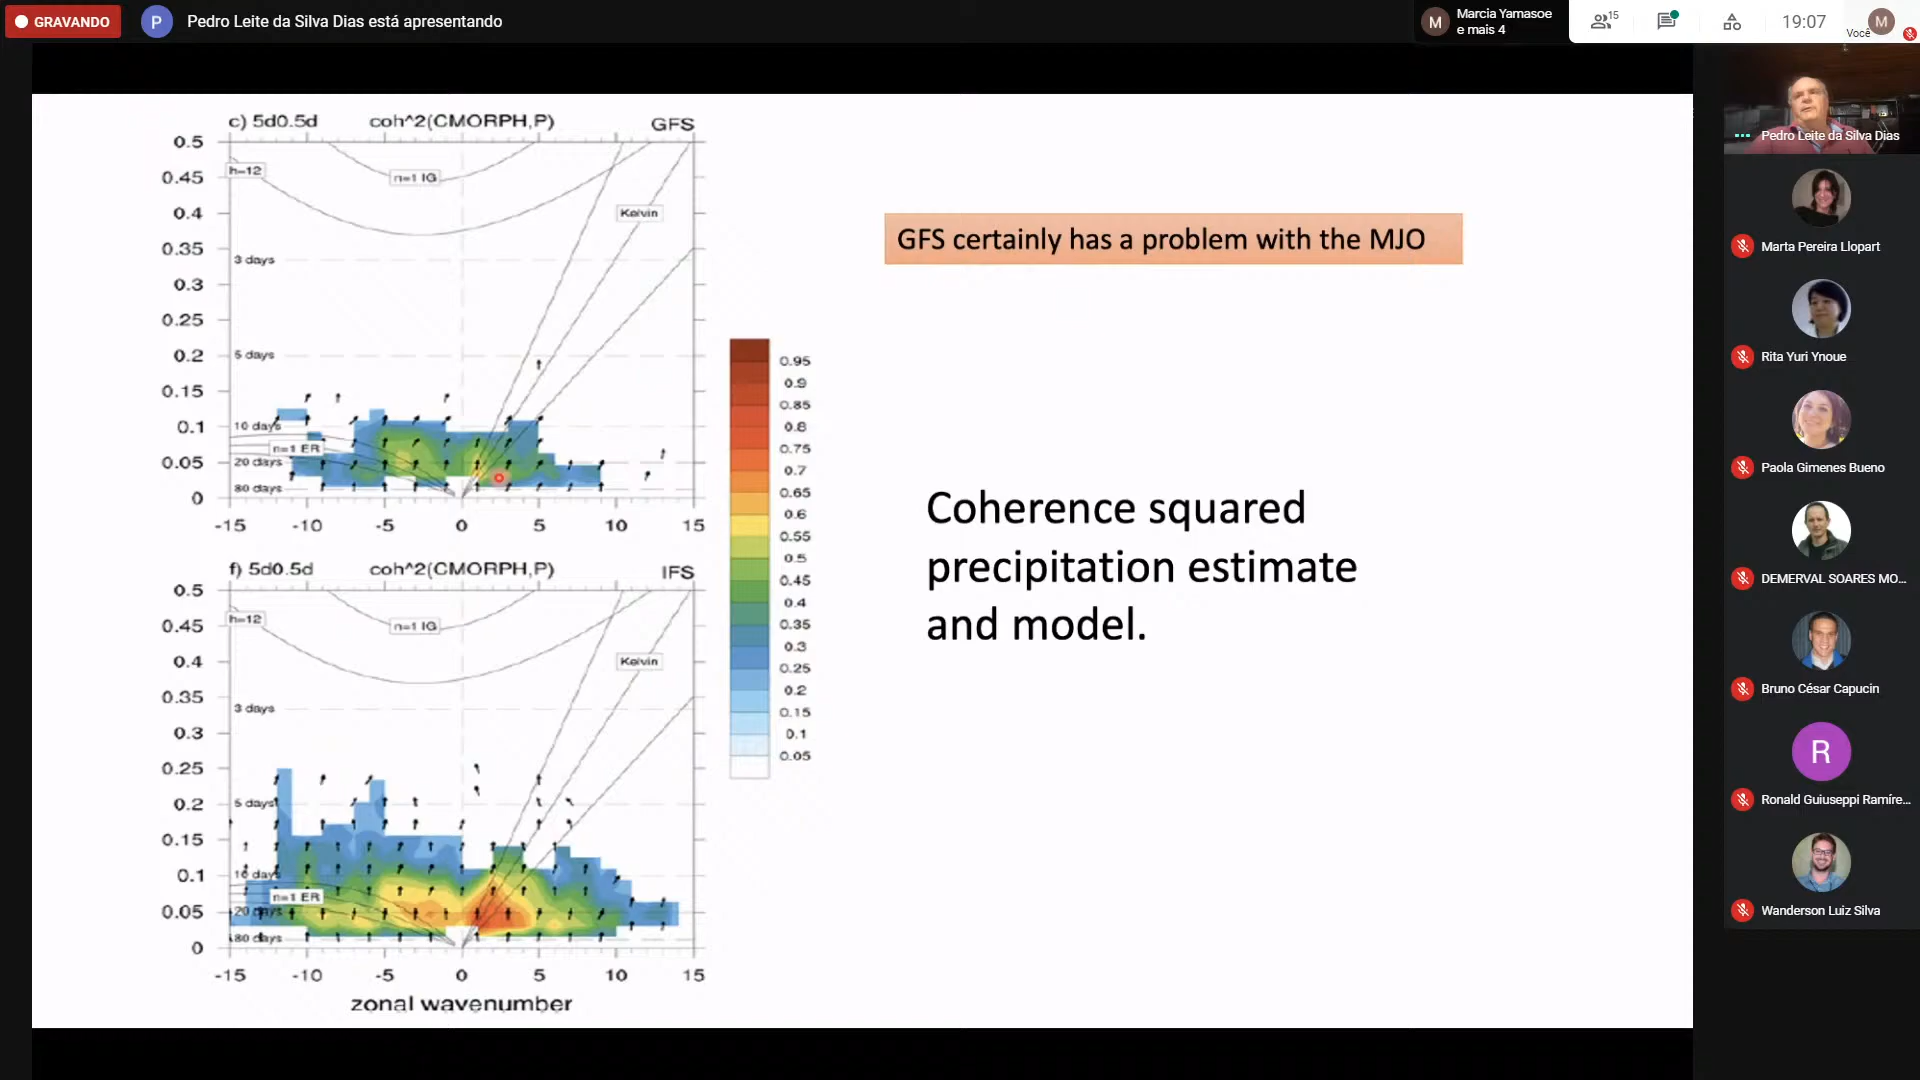 GRAVANDO
P
Pedro Leite da Silva Dias está apresentando
M
Marcia Yamasoe
e mais 4
15
19:07
Você
M
c) 5d0.5d coh^2(CMORPH,P) GFS
0.5
0.45
0.4
0.35
0.3
0.25
0.2
0.15
0.1
0.05
0
h=12
n=1 IG
Kelvin
3 days
5 days
10 days
n=1 ER
20 days
80 days
-15 -10 -5 0 5 10 15
f) 5d0.5d coh^2(CMORPH,P) IFS
0.5
0.45
0.4
0.35
0.3
0.25
0.2
0.15
0.1
0.05
0
h=12
n=1 IG
Kelvin
3 days
5 days
10 days
n=1 ER
20 days
80 days
-15 -10 -5 0 5 10 15
zonal wavenumber
0.95
0.9
0.85
0.8
0.75
0.7
0.65
0.6
0.55
0.5
0.45
0.4
0.35
0.3
0.25
0.2
0.15
0.1
0.05
GFS certainly has a problem with the MJO
Coherence squared
precipitation estimate
and model.
Pedro Leite da Silva Dias
Marta Pereira Llopart
Rita Yuri Ynoue
Paola Gimenes Bueno
DEMERVAL SOARES MO...
Bruno César Capucin
R
Ronald Guiuseppi Ramíre...
Wanderson Luiz Silva